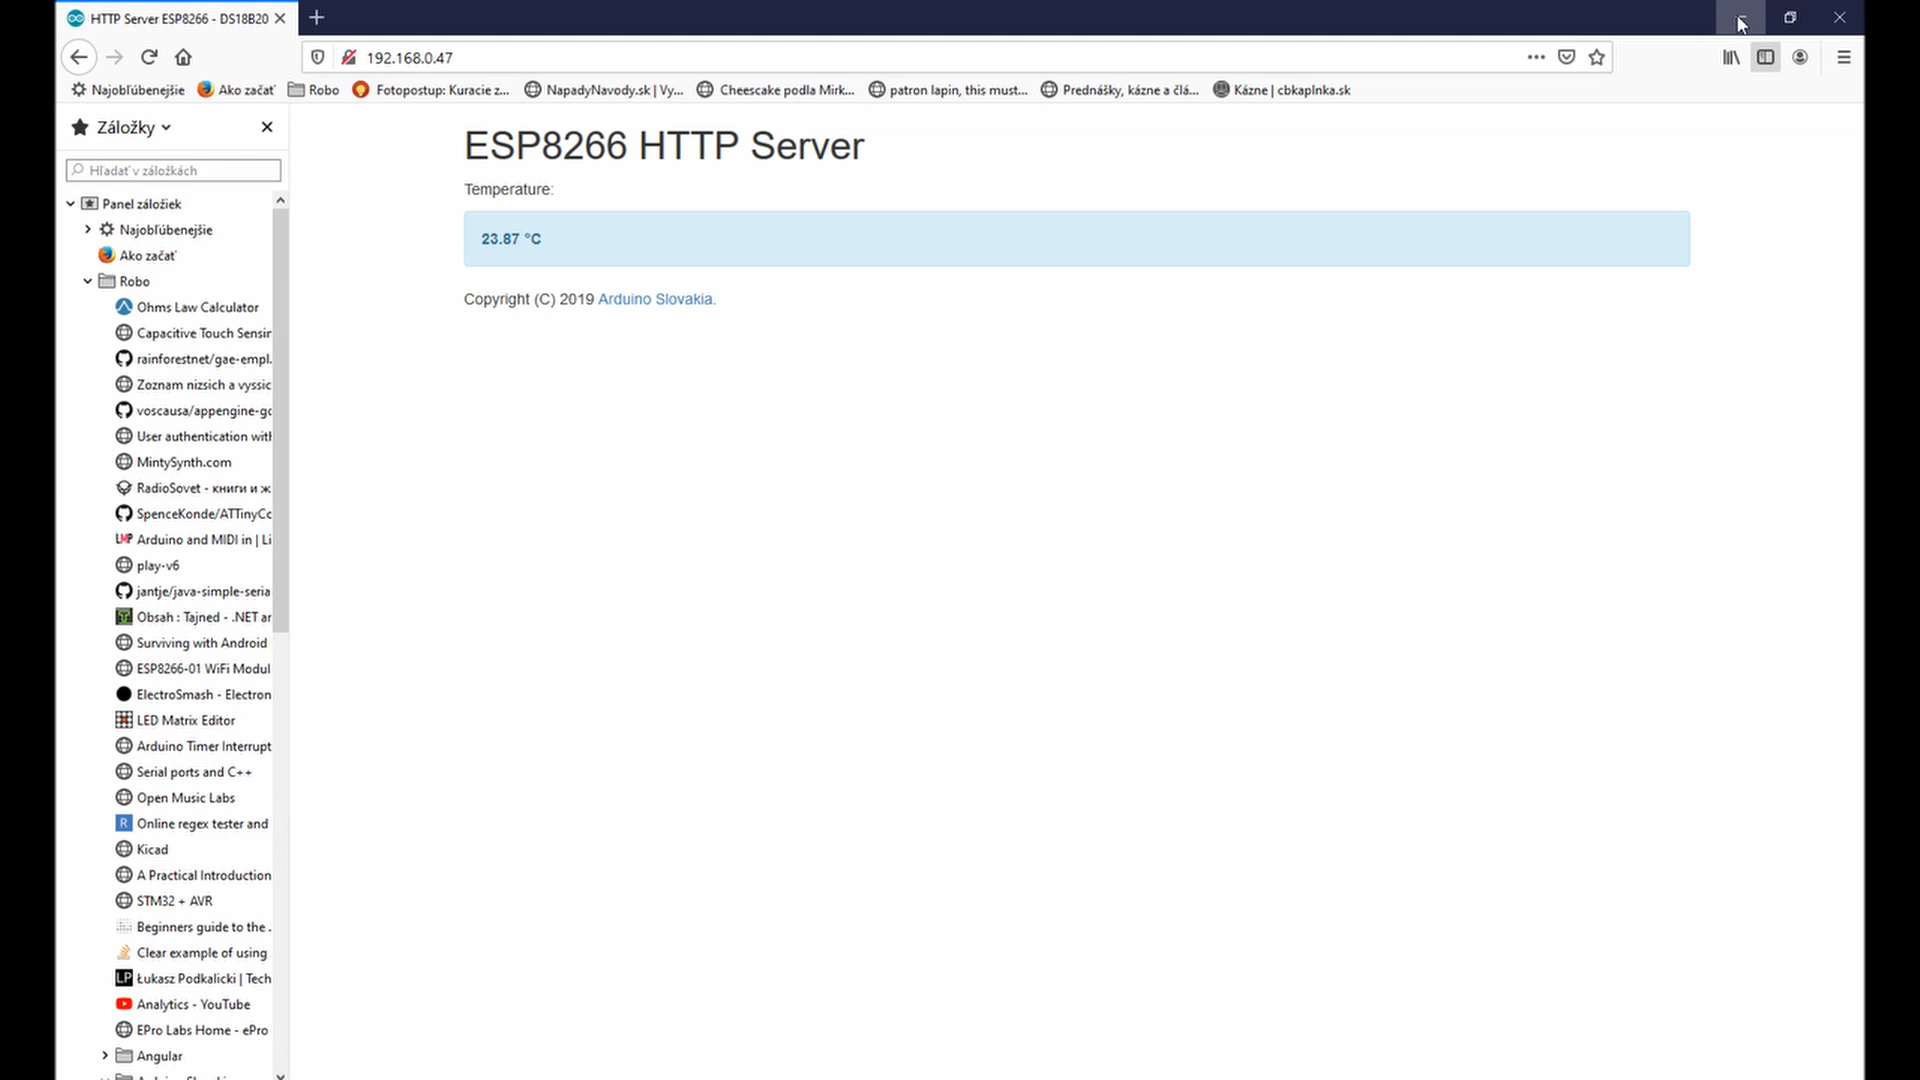 HTTP Server ESP8266 - DS18B20
192.168.0.47
Najobľúbenejšie
Ako začať
Robo
Fotopostup: Kuracie z...
NapadyNavody.sk | Vy...
Cheescake podla Mirk...
patron lapin, this must...
Prednášky, kázne a člá...
Kázne | cbkaplnka.sk
Záložky
Hľadať v záložkách
Panel záložiek
Najobľúbenejšie
Ako začať
Robo
Ohms Law Calculator
Capacitive Touch Sensir
rainforestnet/gae-empl.
Zoznam nizsich a vyssic
voscausa/appengine-gc
User authentication with
MintySynth.com
RadioSovet - книги и ж
SpenceKonde/ATTinyCc
Arduino and MIDI in | Li
play-v6
jantje/java-simple-seria
Obsah : Tajned - .NET ar
Surviving with Android
ESP8266-01 WiFi Modul
ElectroSmash - Electron
LED Matrix Editor
Arduino Timer Interrupt
Serial ports and C++
Open Music Labs
Online regex tester and
Kicad
A Practical Introduction
STM32 + AVR
Beginners guide to the .
Clear example of using
Łukasz Podkalicki | Tech
Analytics - YouTube
EPro Labs Home - ePro
Angular
ESP8266 HTTP Server
Temperature:
23.87 °C
Copyright (C) 2019 Arduino Slovakia.